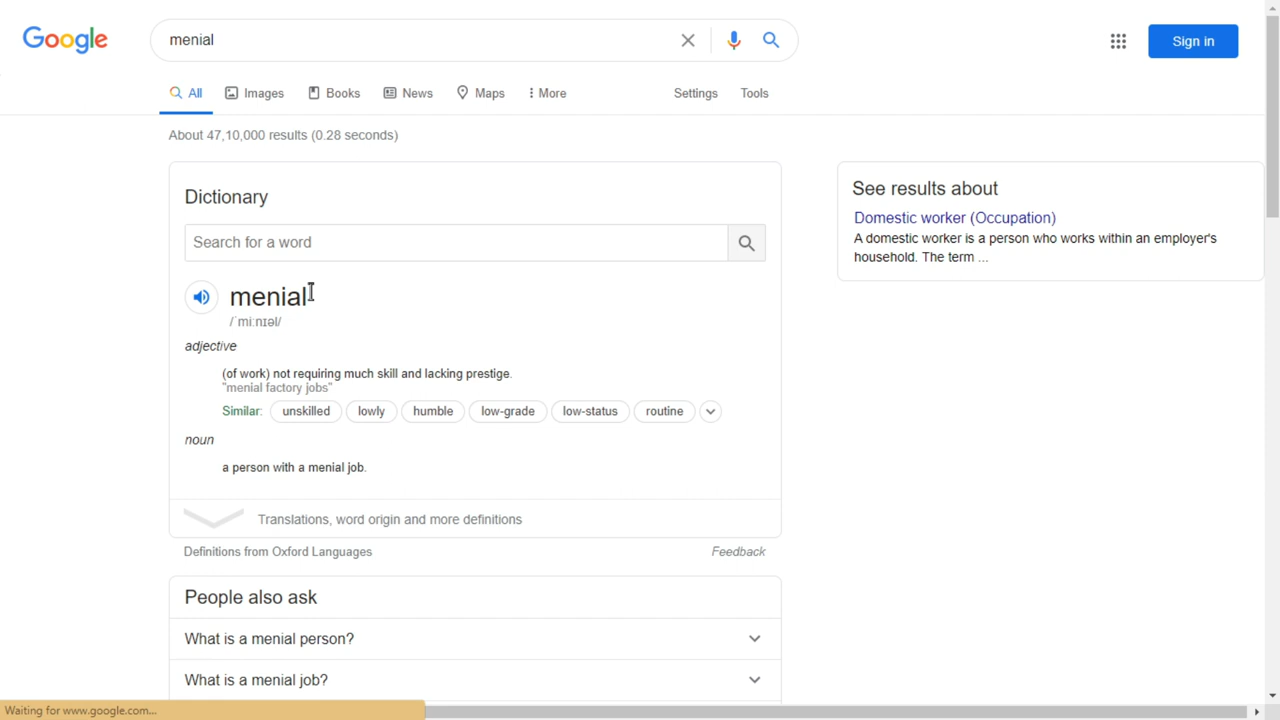 Google
menial
Sign in
All Images Books News Maps More Settings Tools
About 47,10,000 results (0.28 seconds)
Dictionary
Search for a word
menial
/ˈmiːnɪəl/
adjective
(of work) not requiring much skill and lacking prestige.
"menial factory jobs"
Similar: unskilled lowly humble low-grade low-status routine
noun
a person with a menial job.
Translations, word origin and more definitions
Definitions from Oxford Languages Feedback
People also ask
What is a menial person?
What is a menial job?
See results about
Domestic worker (Occupation)
A domestic worker is a person who works within an employer's
household. The term ...
Waiting for www.google.com...